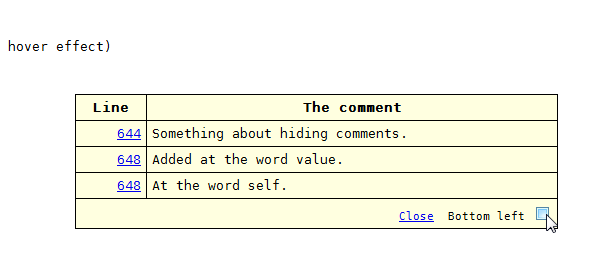 hover effect)
Line The comment
644 Something about hiding comments.
648 Added at the word value.
648 At the word self.
Close Bottom left